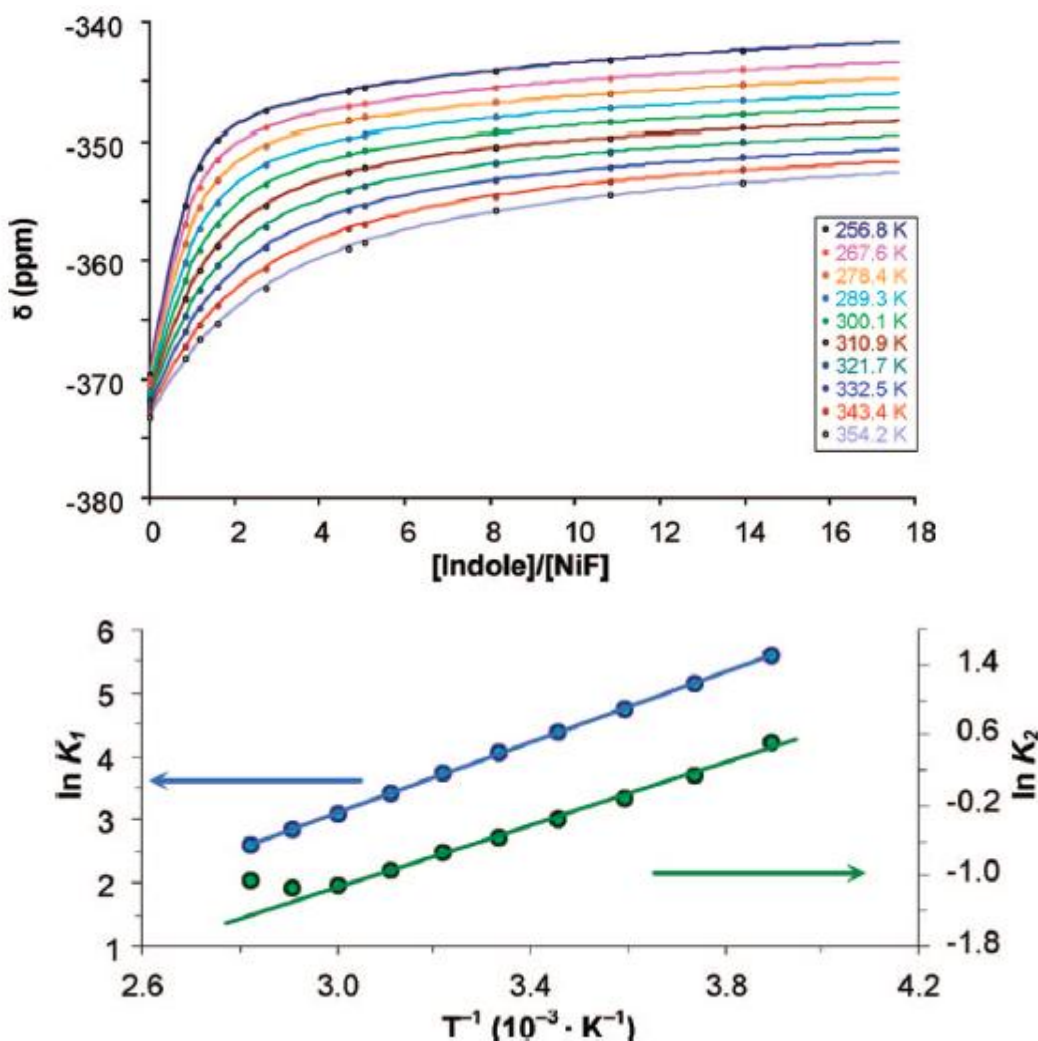 -340
-350
-360
-370
-380
δ (ppm)
0 2 4 6 8 10 12 14 16 18
[Indole]/[NiF]
256.8 K
267.6 K
278.4 K
289.3 K
300.1 K
310.9 K
321.7 K
332.5 K
343.4 K
354.2 K
6
5
4
3
2
1
ln K₁
1.4
0.6
-0.2
-1.0
-1.8
ln K₂
2.6 3.0 3.4 3.8 4.2
T⁻¹ (10⁻³ · K⁻¹)